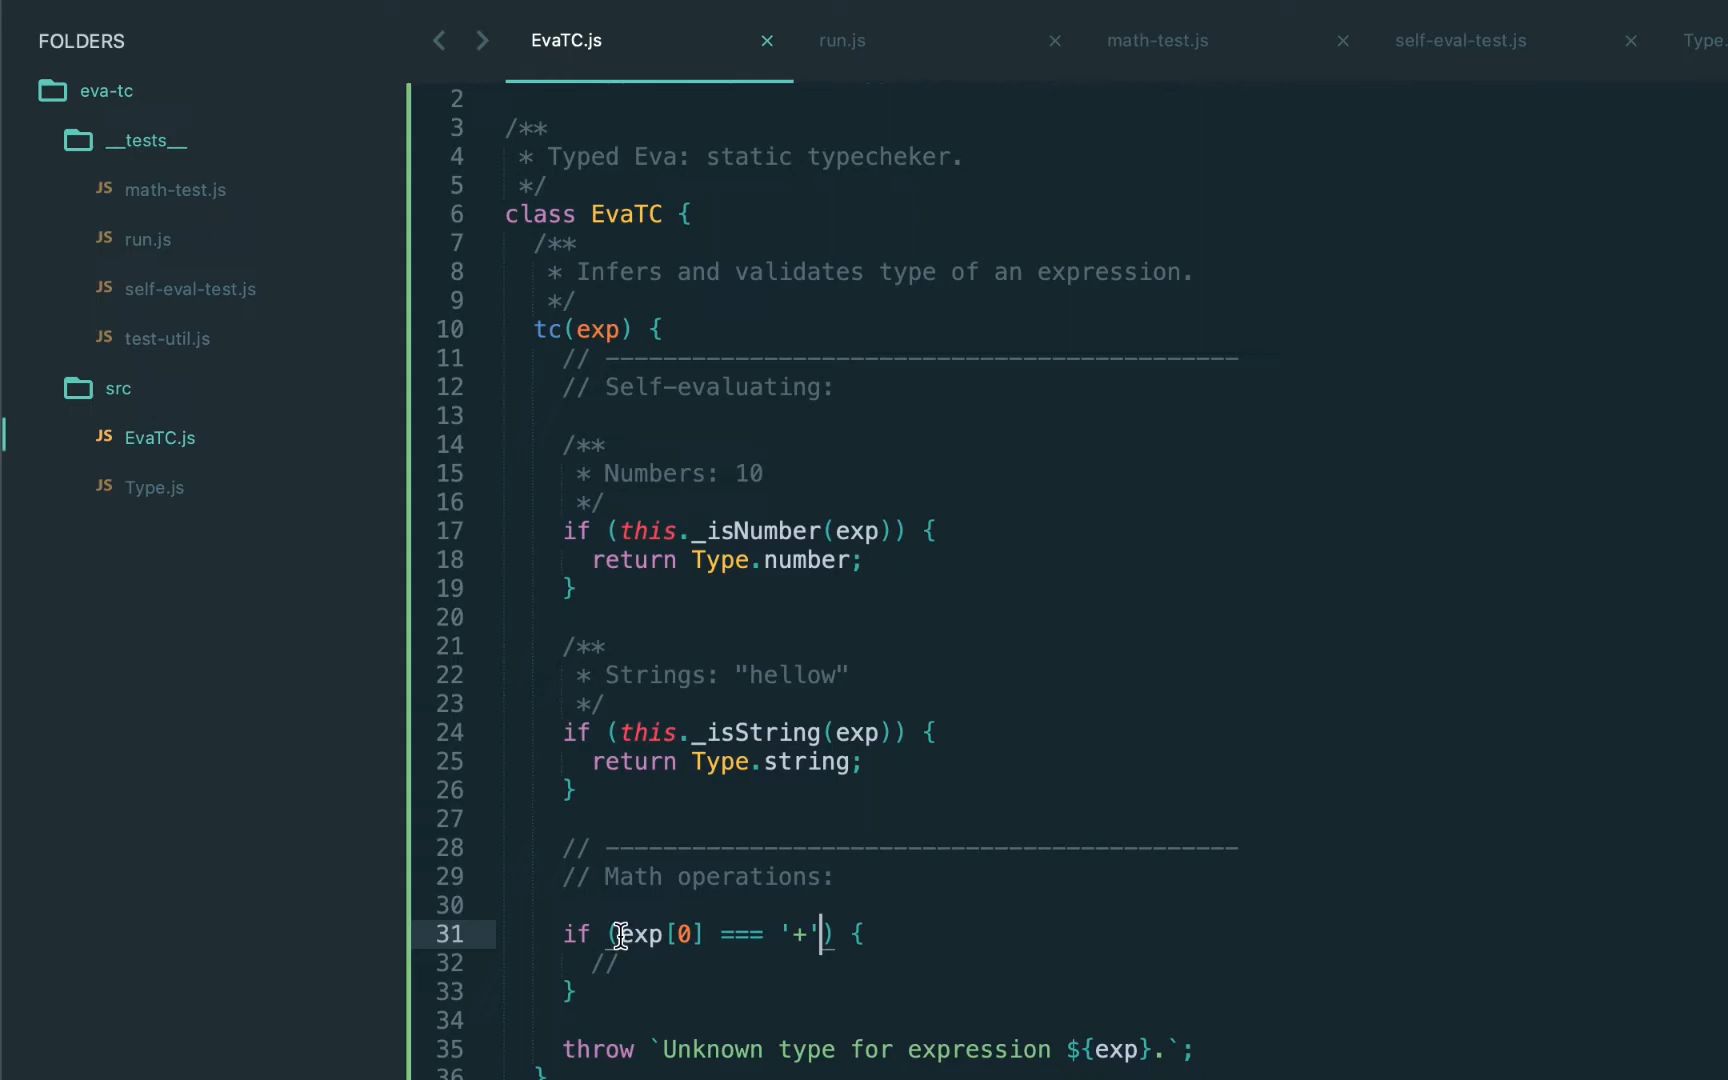 FOLDERS
eva-tc
__tests__
JS math-test.js
JS run.js
JS self-eval-test.js
JS test-util.js
src
JS EvaTC.js
JS Type.js
EvaTC.js × run.js × math-test.js × self-eval-test.js × Type.
2
3 /**
4 * Typed Eva: static typecheker.
5 */
6 class EvaTC {
7 /**
8 * Infers and validates type of an expression.
9 */
10 tc(exp) {
11 // --------------------------------------------
12 // Self-evaluating:
13
14 /**
15 * Numbers: 10
16 */
17 if (this._isNumber(exp)) {
18 return Type.number;
19 }
20
21 /**
22 * Strings: "hellow"
23 */
24 if (this._isString(exp)) {
25 return Type.string;
26 }
27
28 // --------------------------------------------
29 // Math operations:
30
31 if (exp[0] === '+') {
32 //
33 }
34
35 throw `Unknown type for expression ${exp}.`;
36 }